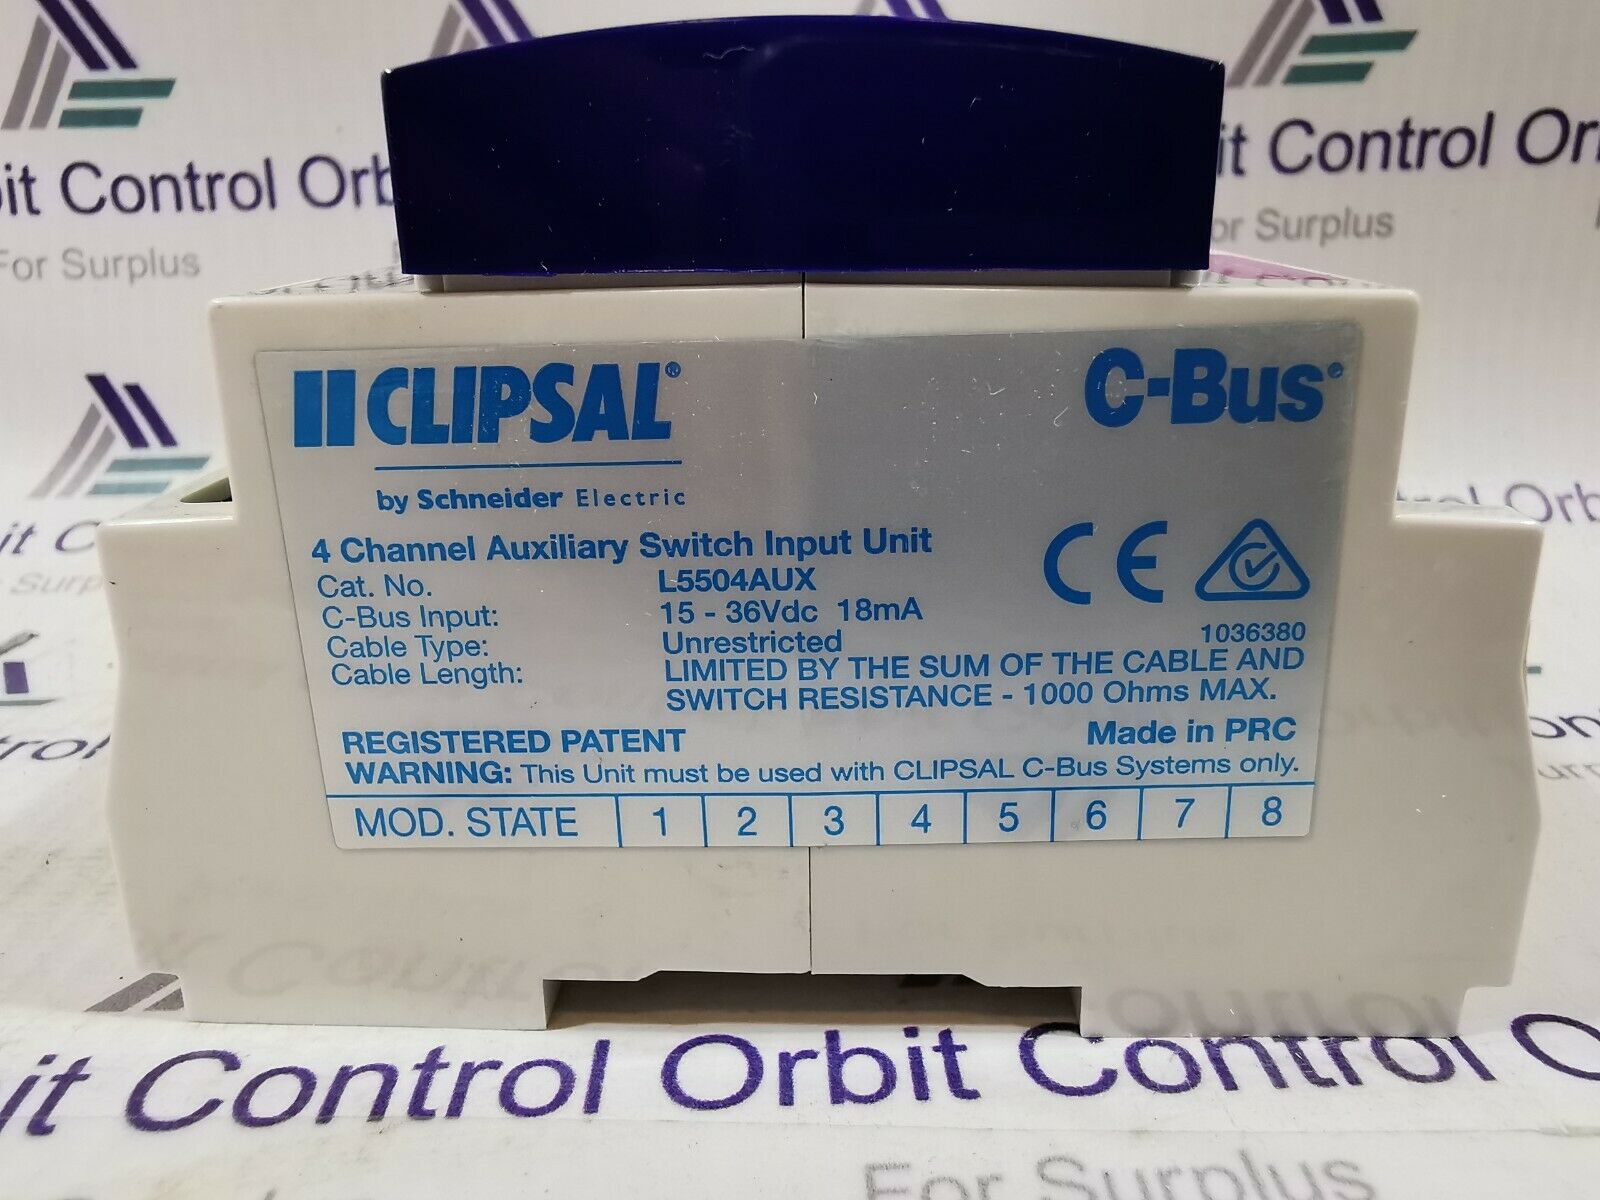 it Control Orb
it Control Or
For Surplus
For Surplus
CLIPSAL®
C-Bus®
by Schneider Electric
4 Channel Auxiliary Switch Input Unit
Cat. No. L5504AUX
C-Bus Input: 15 - 36Vdc 18mA
Cable Type: Unrestricted
1036380
Cable Length: LIMITED BY THE SUM OF THE CABLE AND
SWITCH RESISTANCE - 1000 Ohms MAX.
REGISTERED PATENT
Made in PRC
WARNING: This Unit must be used with CLIPSAL C-Bus Systems only.
MOD. STATE 1 2 3 4 5 6 7 8
it Control Orbit Control Orbit
For Surplus